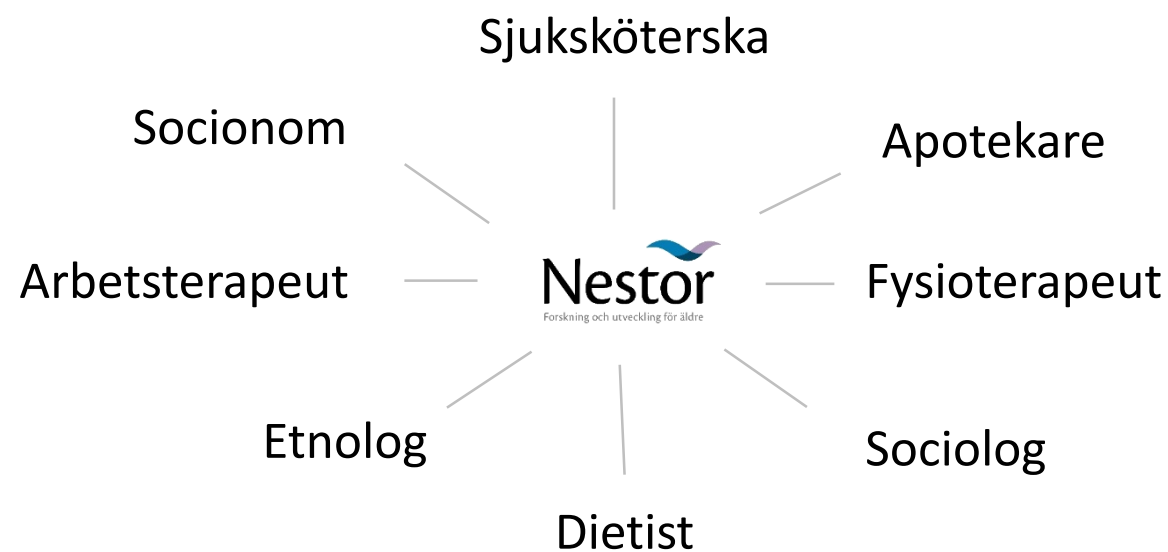 Sjuksköterska
Socionom
Apotekare
Arbetsterapeut
Nestor
Forskning och utveckling för äldre
Fysioterapeut
Etnolog
Sociolog
Dietist